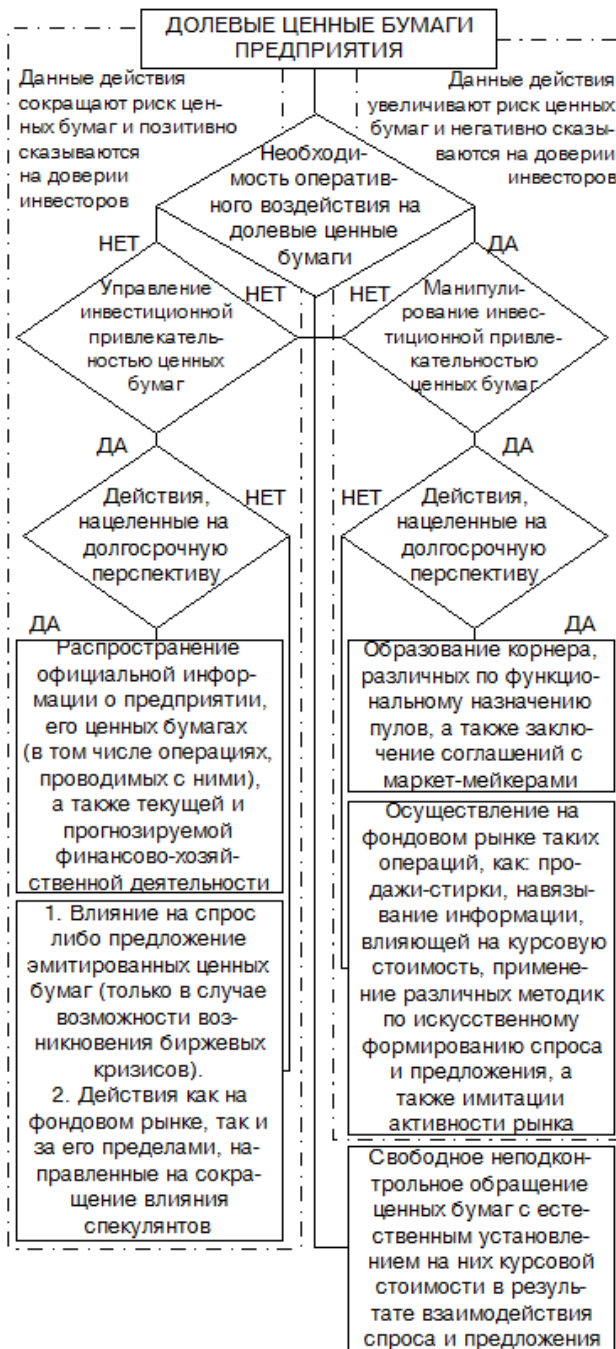 ДОЛЕВЫЕ ЦЕННЫЕ БУМАГИ
ПРЕДПРИЯТИЯ
Данные действия
сокращают риск цен-
ных бумаг и позитивно
сказываются
на доверии
инвесторов
Данные действия
увеличивают риск ценных
бумаг и негативно сказы-
ваются на доверии
инвесторов
Необходи-
мость оператив-
ного воздействия на
долевые ценные
бумаги
НЕТ
ДА
Управление
инвестиционной
привлекатель-
ностью ценных
бумаг
НЕТ
НЕТ
Манипули-
рование инвес-
тиционной привле-
кательностью
ценных бумаг
ДА
ДА
Действия,
нацеленные на
долгосрочную
перспективу
НЕТ
НЕТ
Действия,
нацеленные на
долгосрочную
перспективу
ДА
ДА
Распространение
официальной инфор-
мации о предприятии,
его ценных бумагах
(в том числе операциях,
проводимых с ними),
а также текущей и
прогнозируемой
финансово-хозяй-
ственной деятельности
Образование корнера,
различных по функцио-
нальному назначению
пулов, а также заклю-
чение соглашений с
маркет-мейкерами
1. Влияние на спрос
либо предложение
эмитированных ценных
бумаг (только в случае
возможности воз-
никновения биржевых
кризисов).
2. Действия как на
фондовом рынке, так и
за его пределами, на-
правленные на сокра-
щение влияния
спекулянтов
Осуществление на
фондовом рынке таких
операций, как: про-
дажи-стирки, навязы-
вание информации,
влияющей на курсовую
стоимость, примене-
ние различных методик
по искусственному
формированию спроса
и предложения, а
также имитации
активности рынка
Свободное неподкон-
трольное обращение
ценных бумаг с есте-
ственным установле-
нием на них курсовой
стоимости в резуль-
тате взаимодействия
спроса и предложения